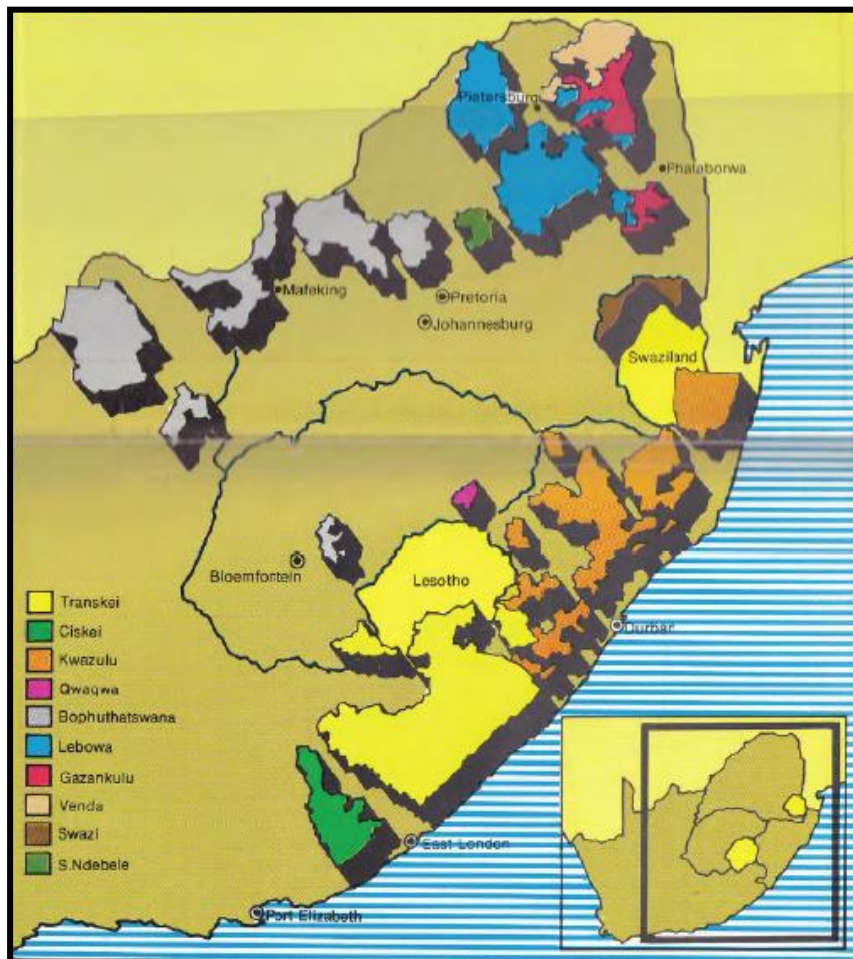 Pietersburg
Phalaborwa
Mafeking
Pretoria
Johannesburg
Swaziland
Bloemfontein
Lesotho
Durban
Transkei
Ciskei
Kwazulu
Qwaqwa
Bophuthatswana
Lebowa
Gazankulu
Venda
Swazi
S.Ndebele
East London
Port Elizabeth